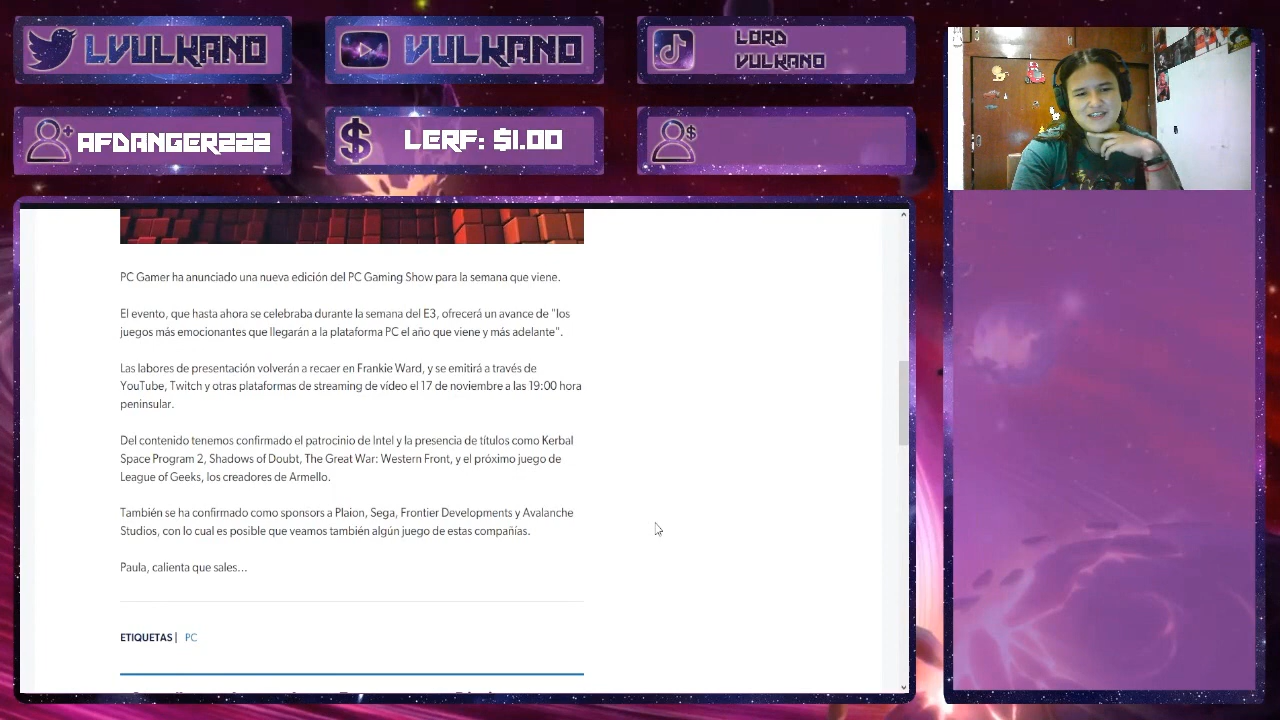 LVULKANO
VULKANO
LORD
VULKANO
AFDANGER222
LERF: $1.00
PC Gamer ha anunciado una nueva edición del PC Gaming Show para la semana que viene.
El evento, que hasta ahora se celebraba durante la semana del E3, ofrecerá un avance de "los
juegos más emocionantes que llegarán a la plataforma PC el año que viene y más adelante".
Las labores de presentación volverán a recaer en Frankie Ward, y se emitirá a través de
YouTube, Twitch y otras plataformas de streaming de vídeo el 17 de noviembre a las 19:00 hora
peninsular.
Del contenido tenemos confirmado el patrocinio de Intel y la presencia de títulos como Kerbal
Space Program 2, Shadows of Doubt, The Great War: Western Front, y el próximo juego de
League of Geeks, los creadores de Armello.
También se ha confirmado como sponsors a Plaion, Sega, Frontier Developments y Avalanche
Studios, con lo cual es posible que veamos también algún juego de estas compañías.
Paula, calienta que sales...
ETIQUETAS | PC